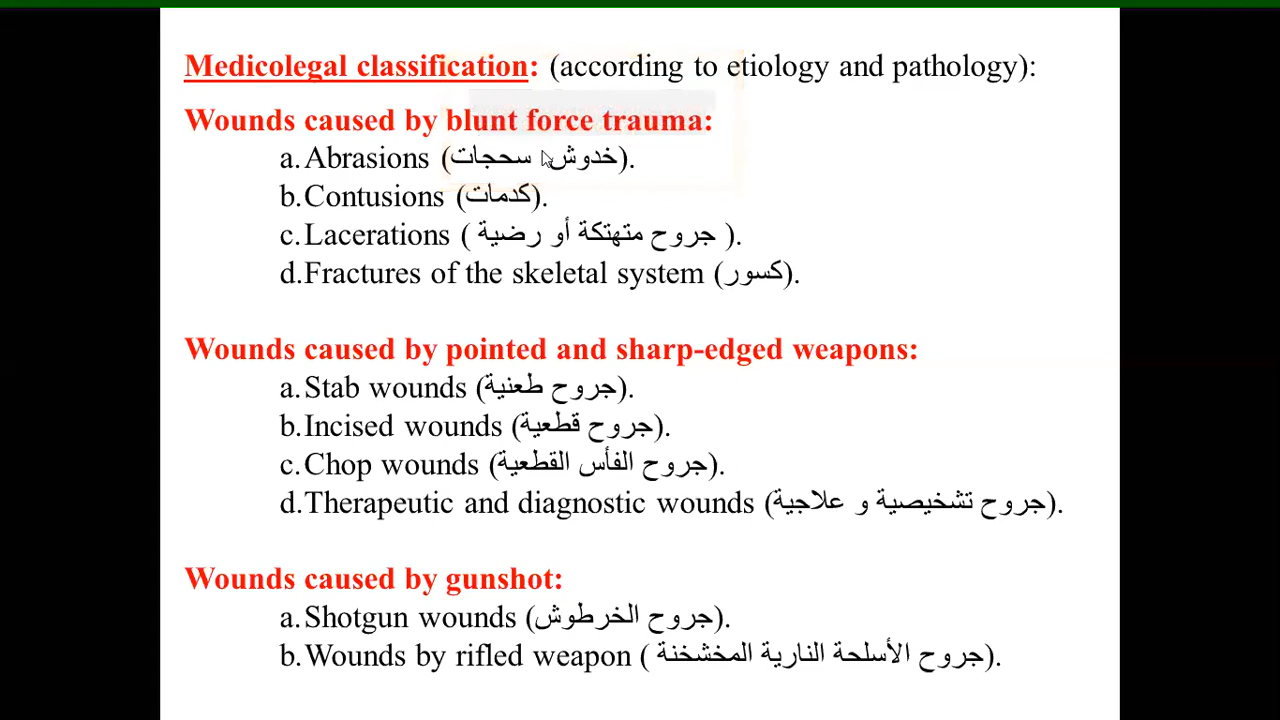 Medicolegal classification: (according to etiology and pathology):
Wounds caused by blunt force trauma:
a.Abrasions (خدوش سحجات).
b.Contusions (كدمات).
c.Lacerations ( جروح متهتكة أو رضية ).
d.Fractures of the skeletal system (كسور).
Wounds caused by pointed and sharp-edged weapons:
a.Stab wounds (جروح طعنية).
b.Incised wounds (جروح قطعية).
c.Chop wounds (جروح الفأس القطعية).
d.Therapeutic and diagnostic wounds (جروح تشخيصية و علاجية).
Wounds caused by gunshot:
a.Shotgun wounds (جروح الخرطوش).
b.Wounds by rifled weapon ( جروح الأسلحة النارية المخشخنة).